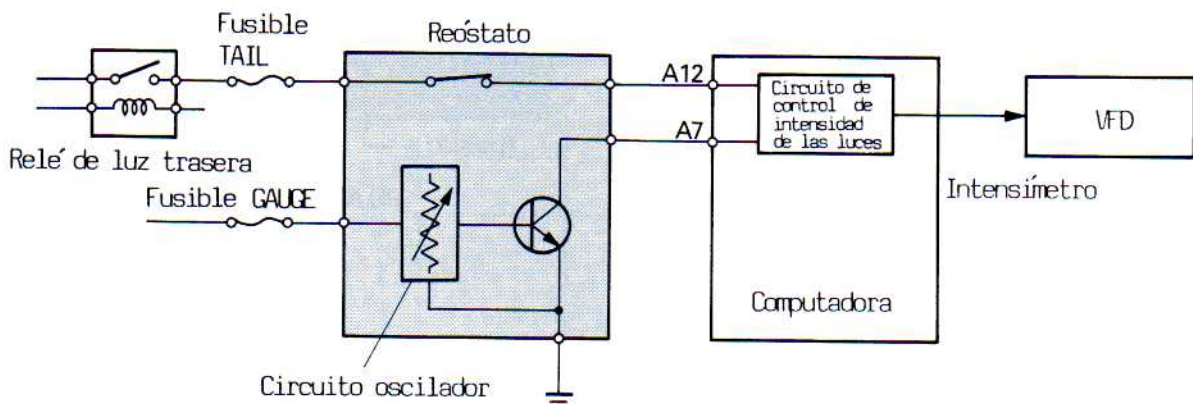 Fusible
TAIL
Reóstato
A12
Circuito de
control de
intensidad
de las luces
VFD
A7
Relé de luz trasera
Fusible GAUGE
Intensímetro
Computadora
Circuito oscilador